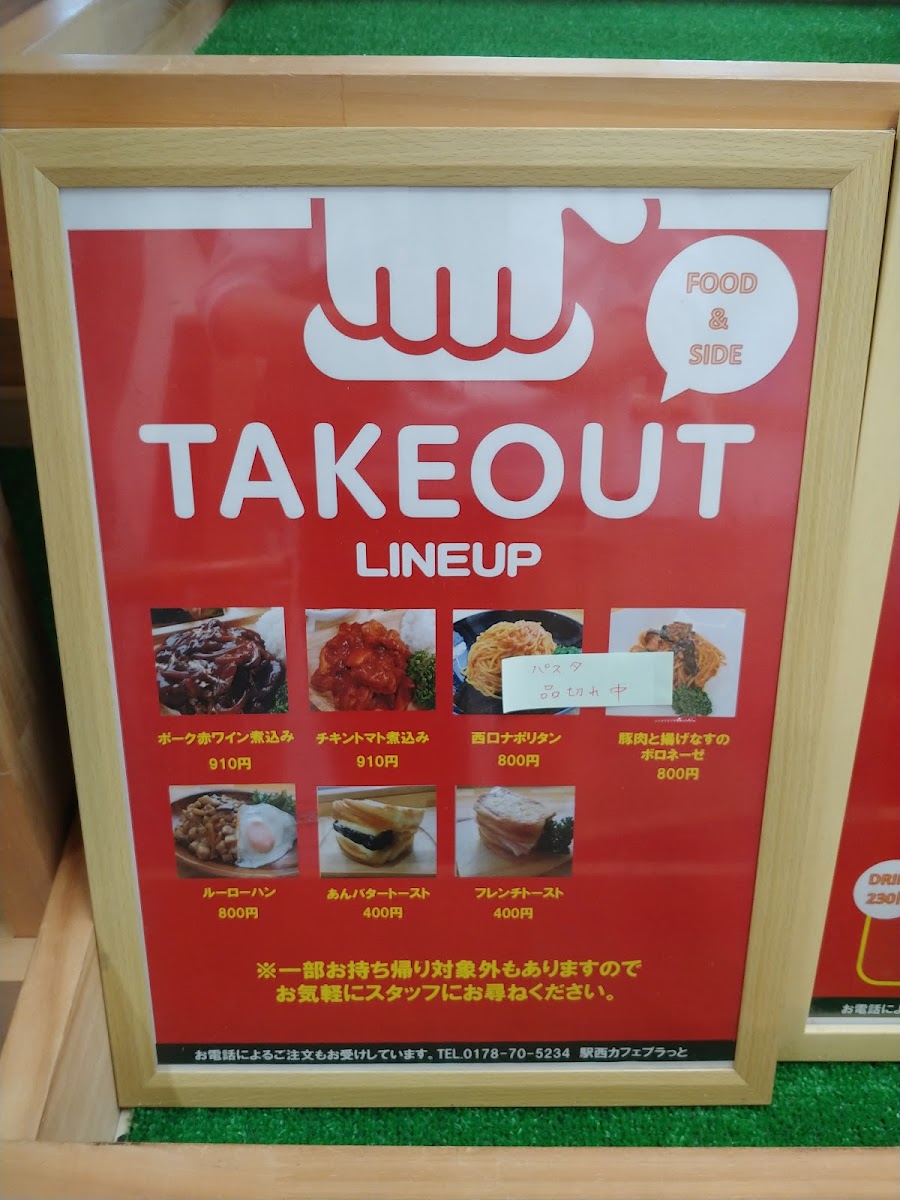 FOOD
&
SIDE
TAKEOUT
LINEUP
パスタ
品切れ中
ポーク赤ワイン煮込み
910円
チキントマト煮込み
910円
西口ナポリタン
800円
豚肉と揚げなすの
ボロネーゼ
800円
ルーローハン
800円
あんバタートースト
400円
フレンチトースト
400円
※一部お持ち帰り対象外もありますので
お気軽にスタッフにお尋ねください。
お電話によるご注文もお受けしています。TEL.0178-70-5234 駅西カフェプラっと
DRI
230
お電話によ